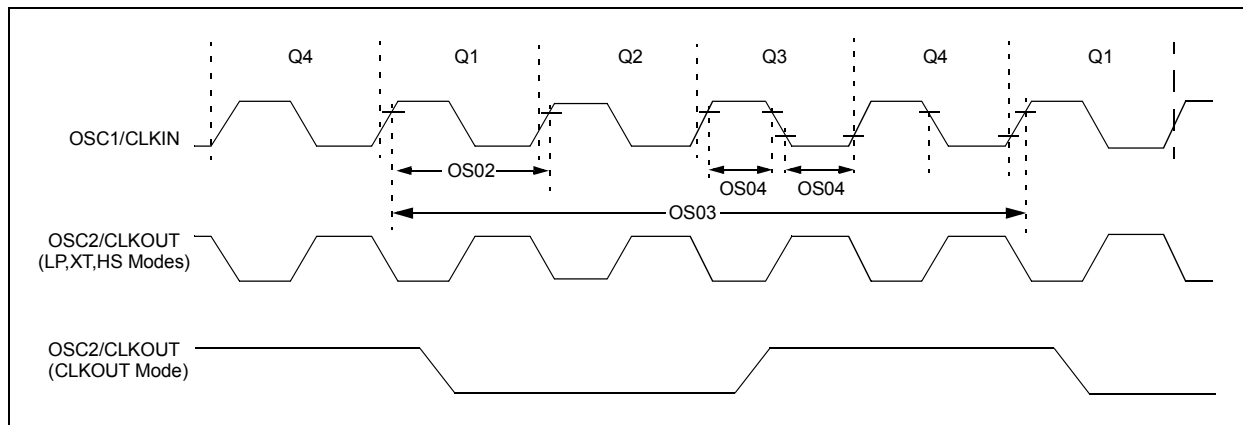 Q4 Q1 Q2 Q3 Q4 Q1
OSC1/CLKIN
OS02
OS04 OS04
OS03
OSC2/CLKOUT
(LP,XT,HS Modes)
OSC2/CLKOUT
(CLKOUT Mode)